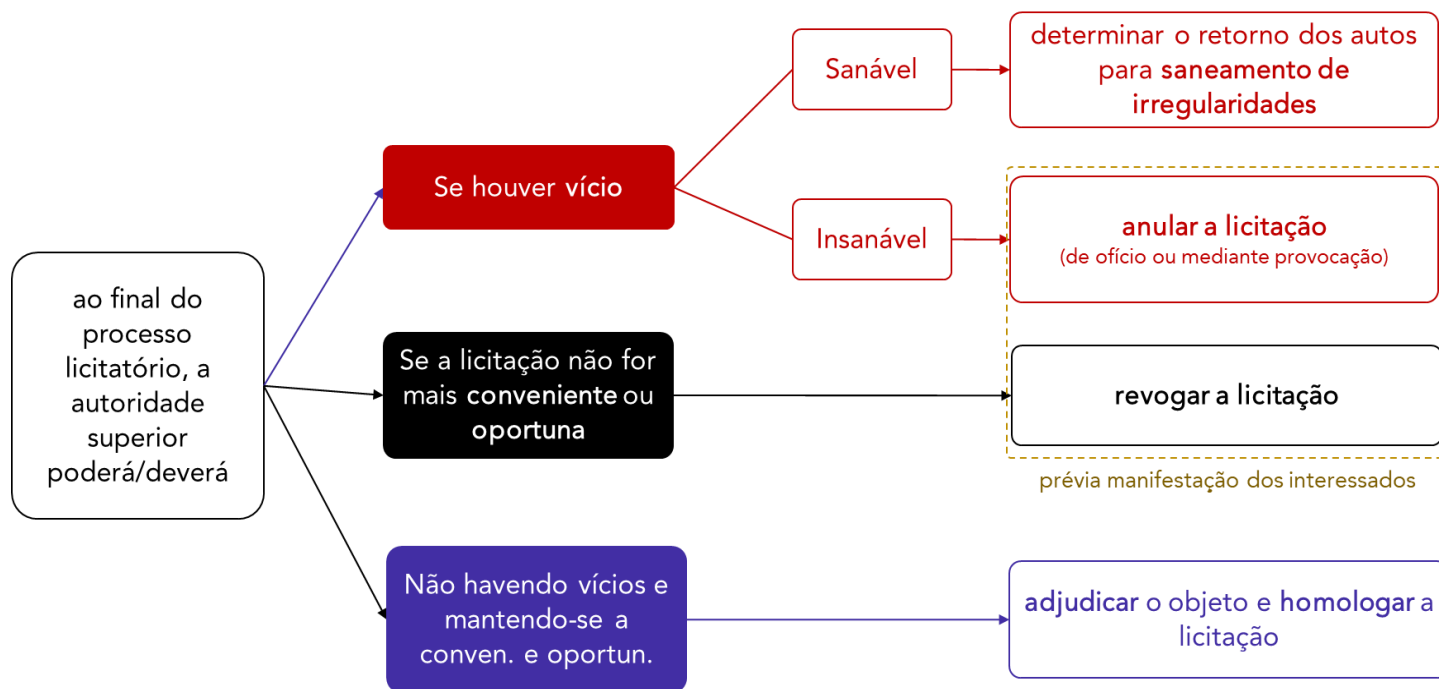 ao final do
processo
licitatório, a
autoridade
superior
poderá/deverá
Se houver vício
Sanável
determinar o retorno dos autos
para saneamento de
irregularidades
Insanável
anular a licitação
(de ofício ou mediante provocação)
Se a licitação não for
mais conveniente ou
oportuna
revogar a licitação
prévia manifestação dos interessados
Não havendo vícios e
mantendo-se a
conven. e oportun.
adjudicar o objeto e homologar a
licitação